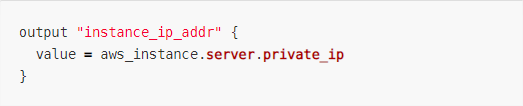 output "instance_ip_addr" {
  value = aws_instance.server.private_ip
}